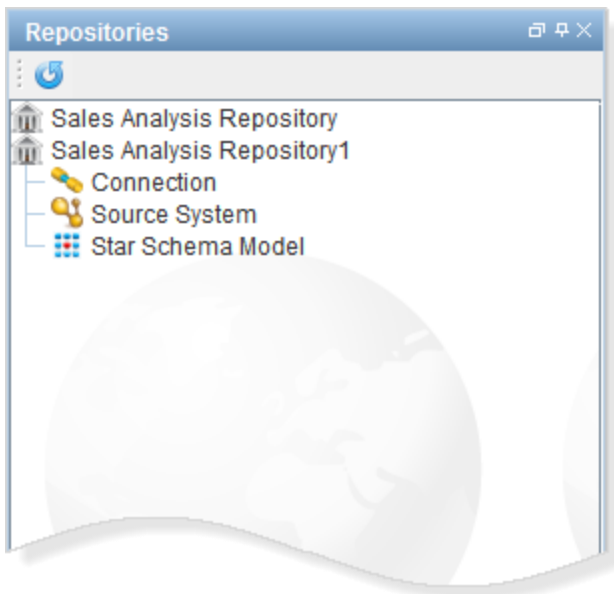 Repositories
Sales Analysis Repository
Sales Analysis Repository1
Connection
Source System
Star Schema Model